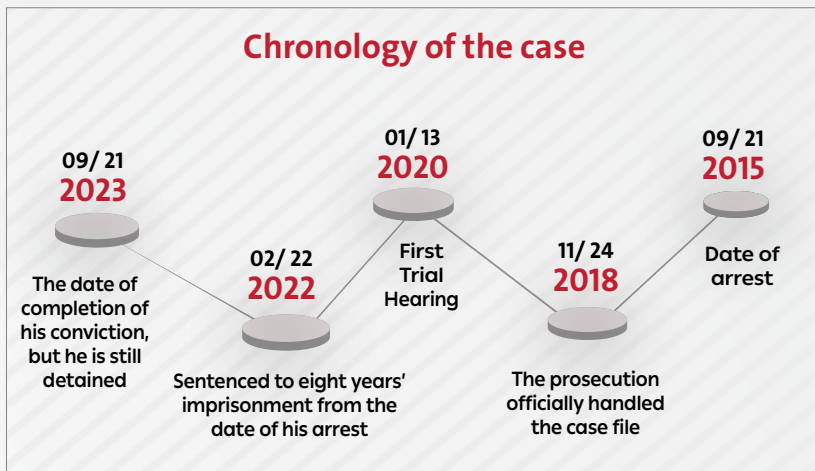 Chronology of the case
09/ 21
2023
The date of
completion of
his conviction,
but he is still
detained
02/ 22
2022
Sentenced to eight years'
imprisonment from the
date of his arrest
01/ 13
2020
First
Trial
Hearing
11/ 24
2018
The prosecution
officially handled
the case file
09/ 21
2015
Date of
arrest